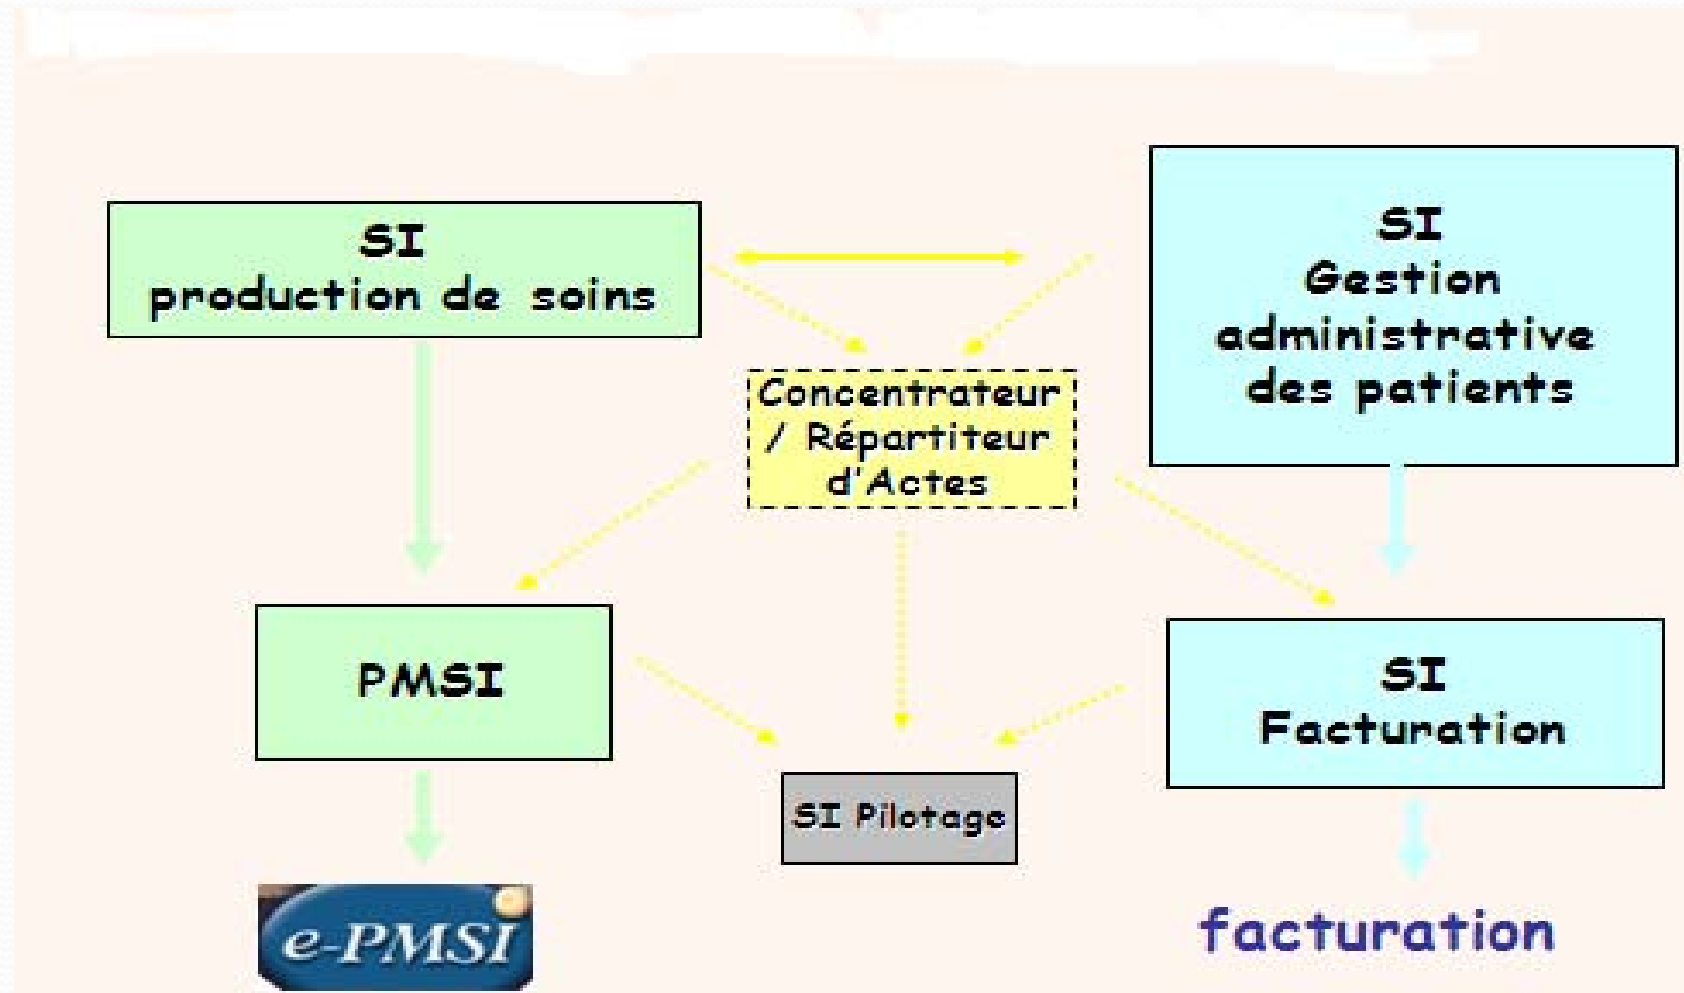 SI
production de soins
SI
Gestion
administrative
des patients
Concentrateur
/ Répartiteur
d'Actes
PMSI
SI
Facturation
SI Pilotage
e-PMSI
facturation